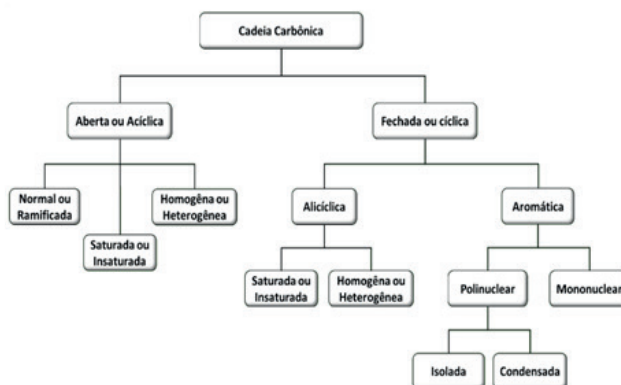 Cadeia Carbônica
Aberta ou Acíclica
Fechada ou cíclica
Normal ou
Ramificada
Homogêna ou
Heterogênea
Saturada ou
Insaturada
Alicíclica
Aromática
Saturada ou
Insaturada
Homogêna ou
Heterogênea
Polinuclear
Mononuclear
Isolada
Condensada